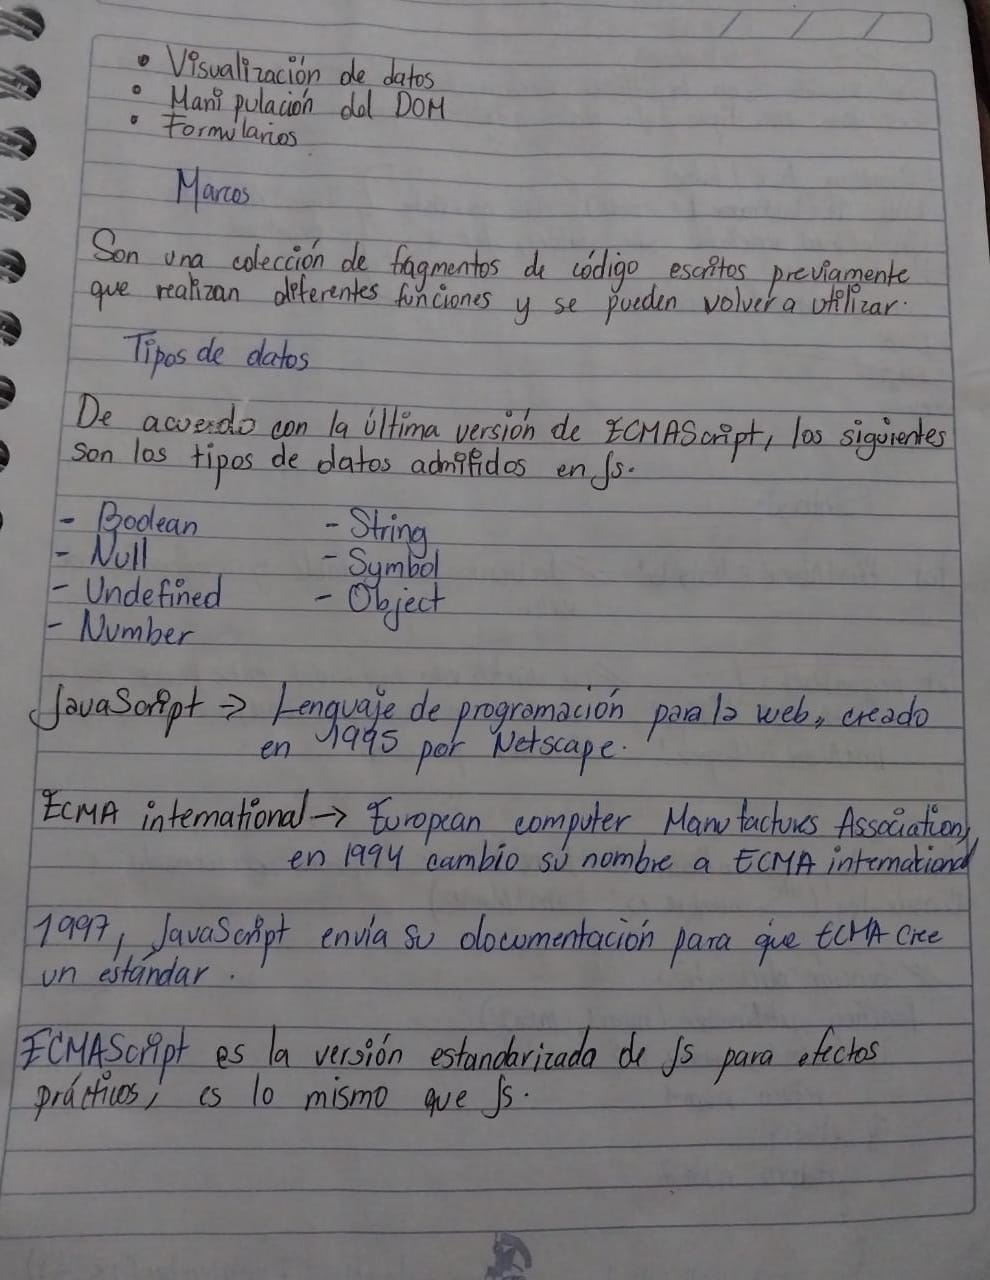 • Visualización de datos
• Manipulación del DOM
• Formularios
Marcos
Son una colección de fragmentos de código escritos previamente
que realizan diferentes funciones y se pueden volver a utilizar.
Tipos de datos
De acuerdo con la última versión de ECMAScript, los siguientes
son los tipos de datos admitidos en Js.
- Boolean - String
- Null - Symbol
- Undefined - Object
- Number
JavaScript → Lenguaje de programación para la web, creado
en 1995 por Netscape.
ECMA international → European computer Manufactures Association,
en 1994 cambio su nombre a ECMA international
1997, JavaScript envía su documentación para que ECMA cree
un estándar.
ECMAScript es la versión estandarizada de Js para efectos
prácticos, es lo mismo que Js.